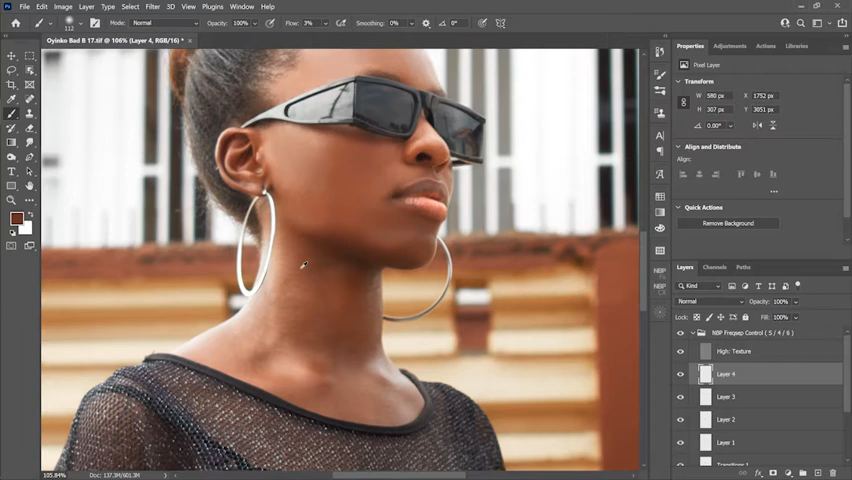 File Edit Image Layer Type Select Filter 3D View Plugins Window Help
112 Mode: Normal Opacity: 100% Flow: 3% Smoothing: 0% 0°
Oyinko Bad B 17.tif @ 106% (Layer 4, RGB/16) * ×
Properties Adjustments Actions Libraries
Pixel Layer
Transform
W 580 px X 1752 px
H 307 px Y 3051 px
0.00°
Align and Distribute
Align:
Quick Actions
Remove Background
Layers Channels Paths
Kind
Normal Opacity: 100%
Lock: Fill: 100%
NBP Freqsep Control ( 5 / 4 / 6 )
High: Texture
Layer 4
Layer 3
Layer 2
Layer 1
Transitions 1
105.84% Doc: 137.3M/601.3M